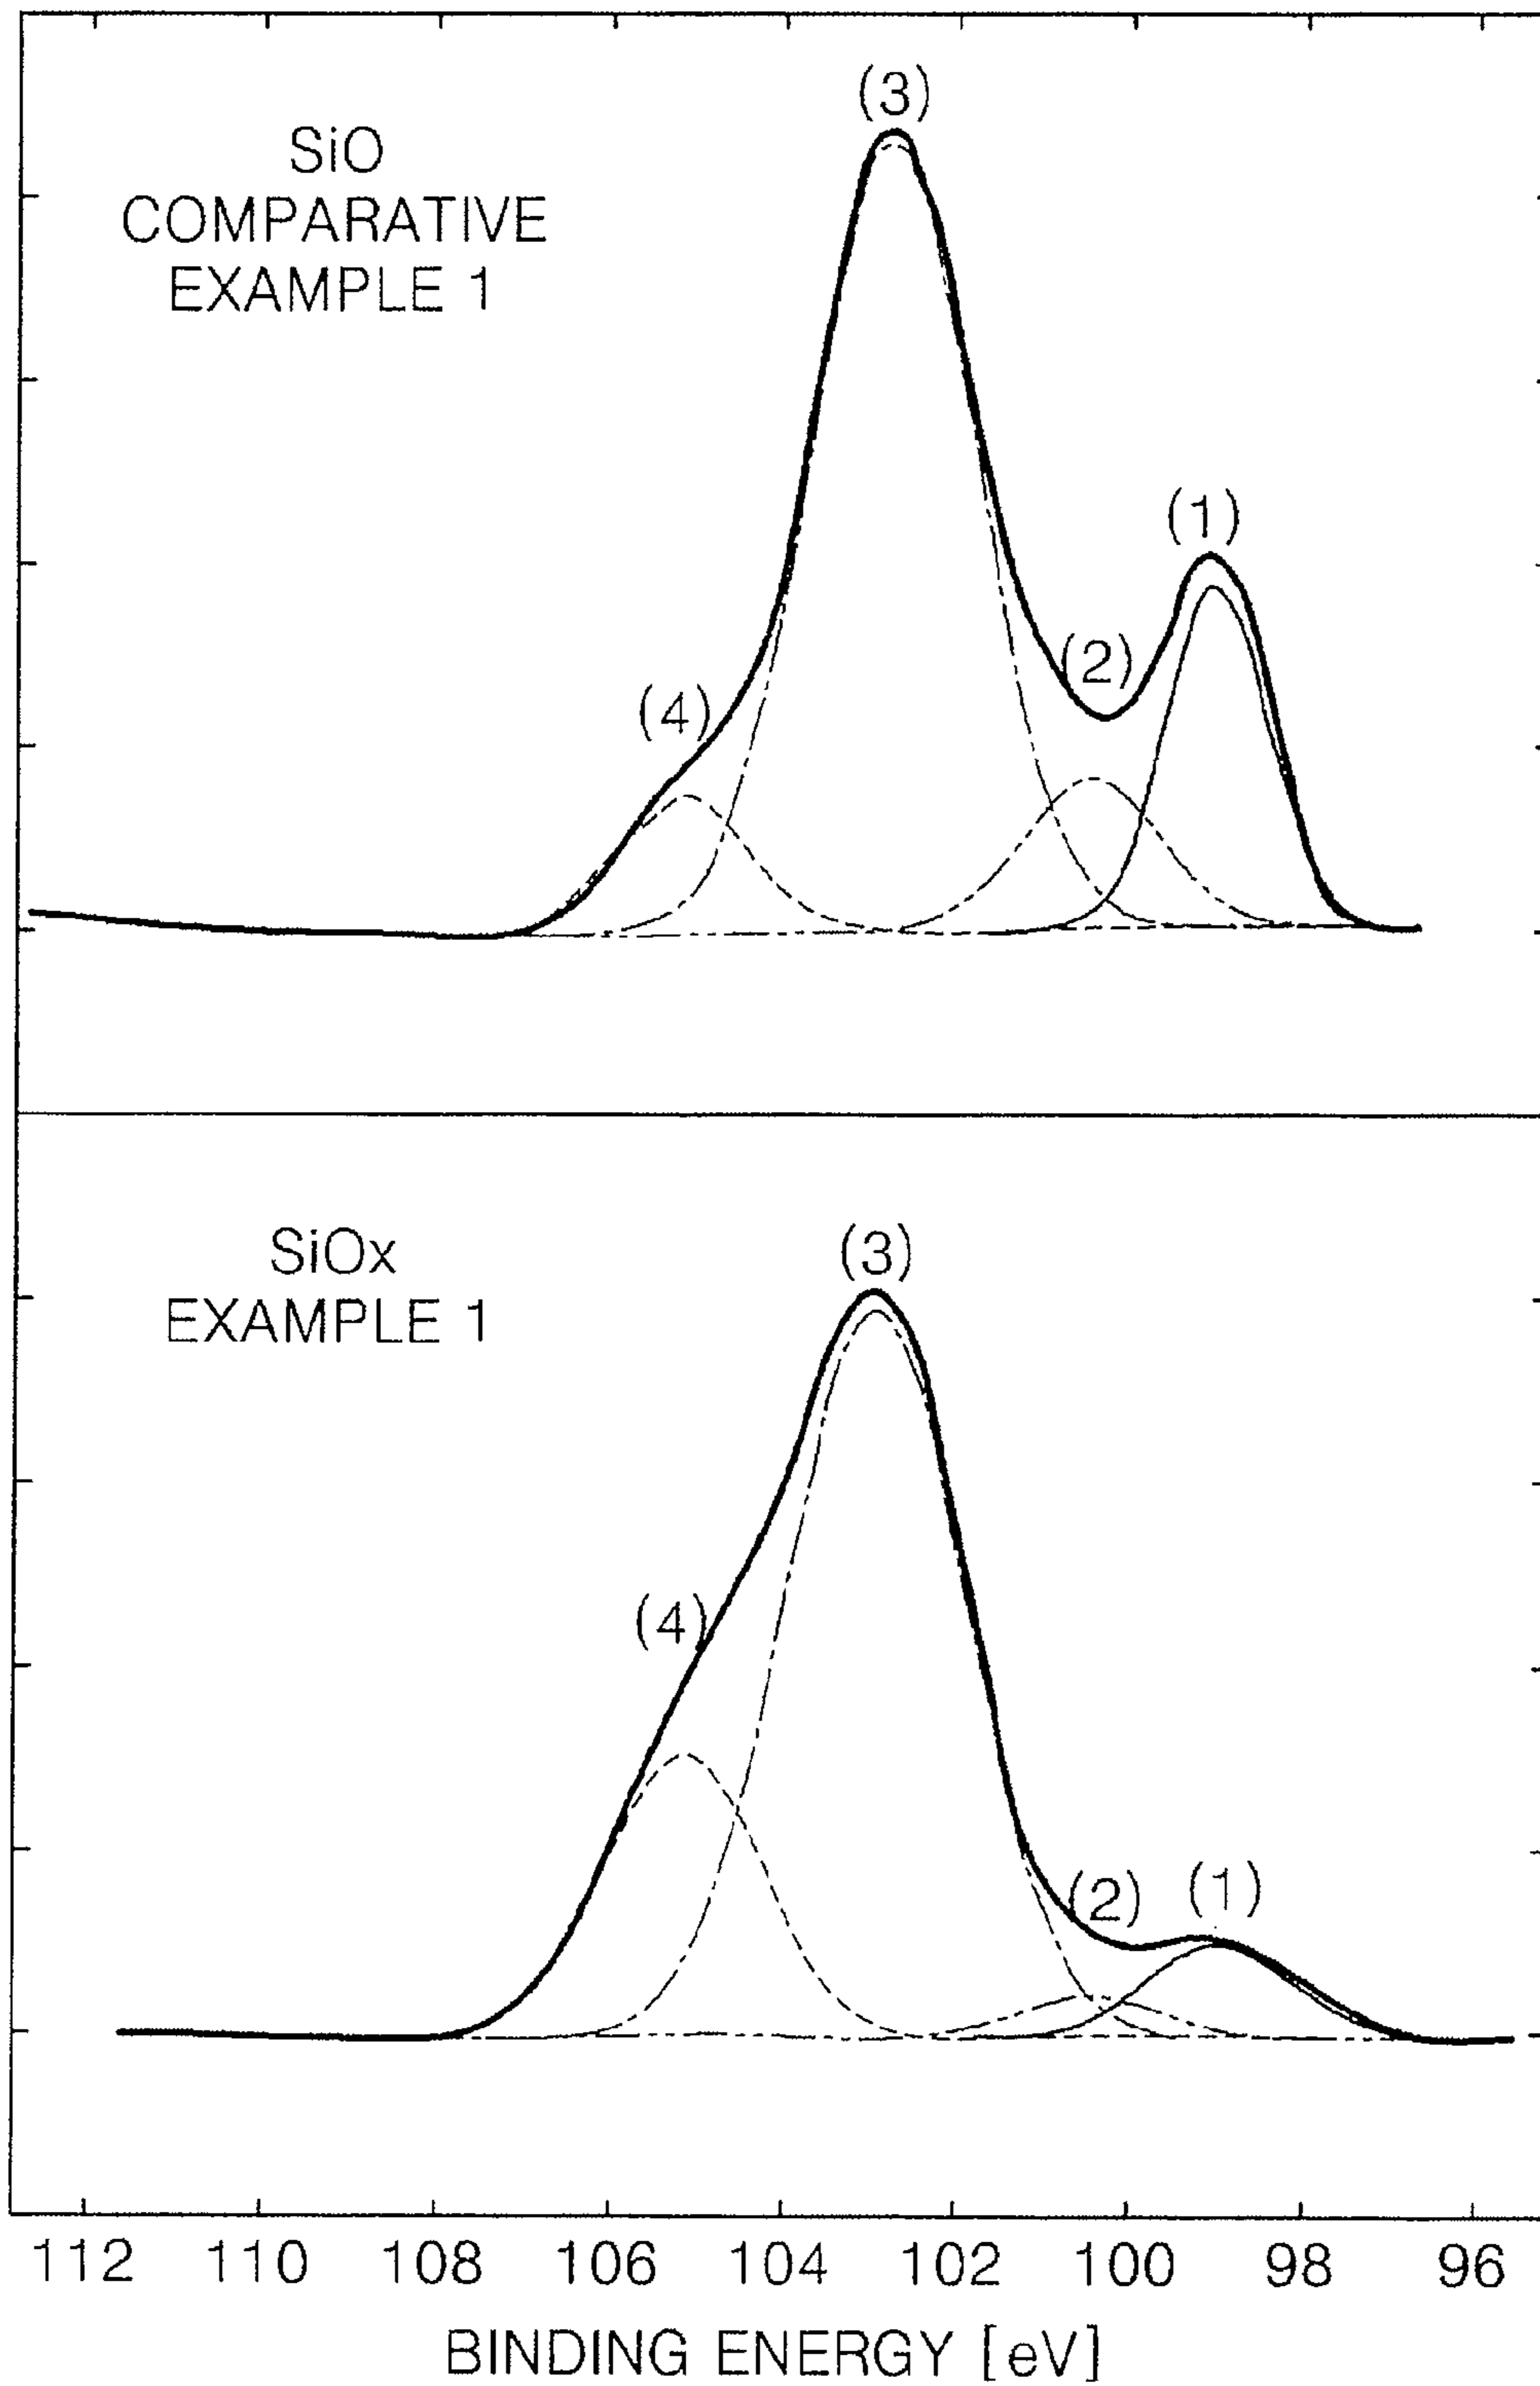 SiO
COMPARATIVE
EXAMPLE 1
(3)
(1)
(2)
(4)
SiOx
EXAMPLE 1
(3)
(4)
(2)
(1)
112 110 108 106 104 102 100 98 96
BINDING ENERGY [eV]